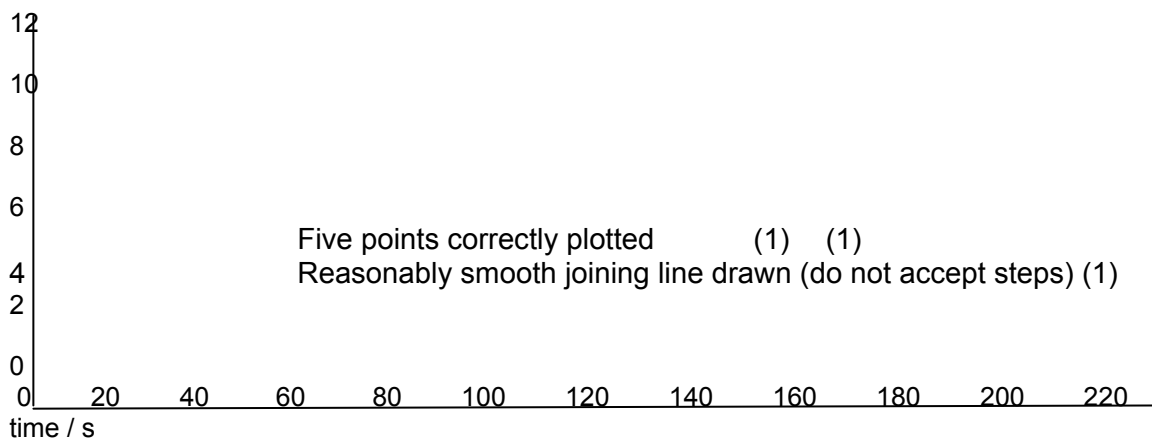 12
10
8
6
Five points correctly plotted (1) (1)
4 Reasonably smooth joining line drawn (do not accept steps) (1)
2
0
0 20 40 60 80 100 120 140 160 180 200 220
time / s